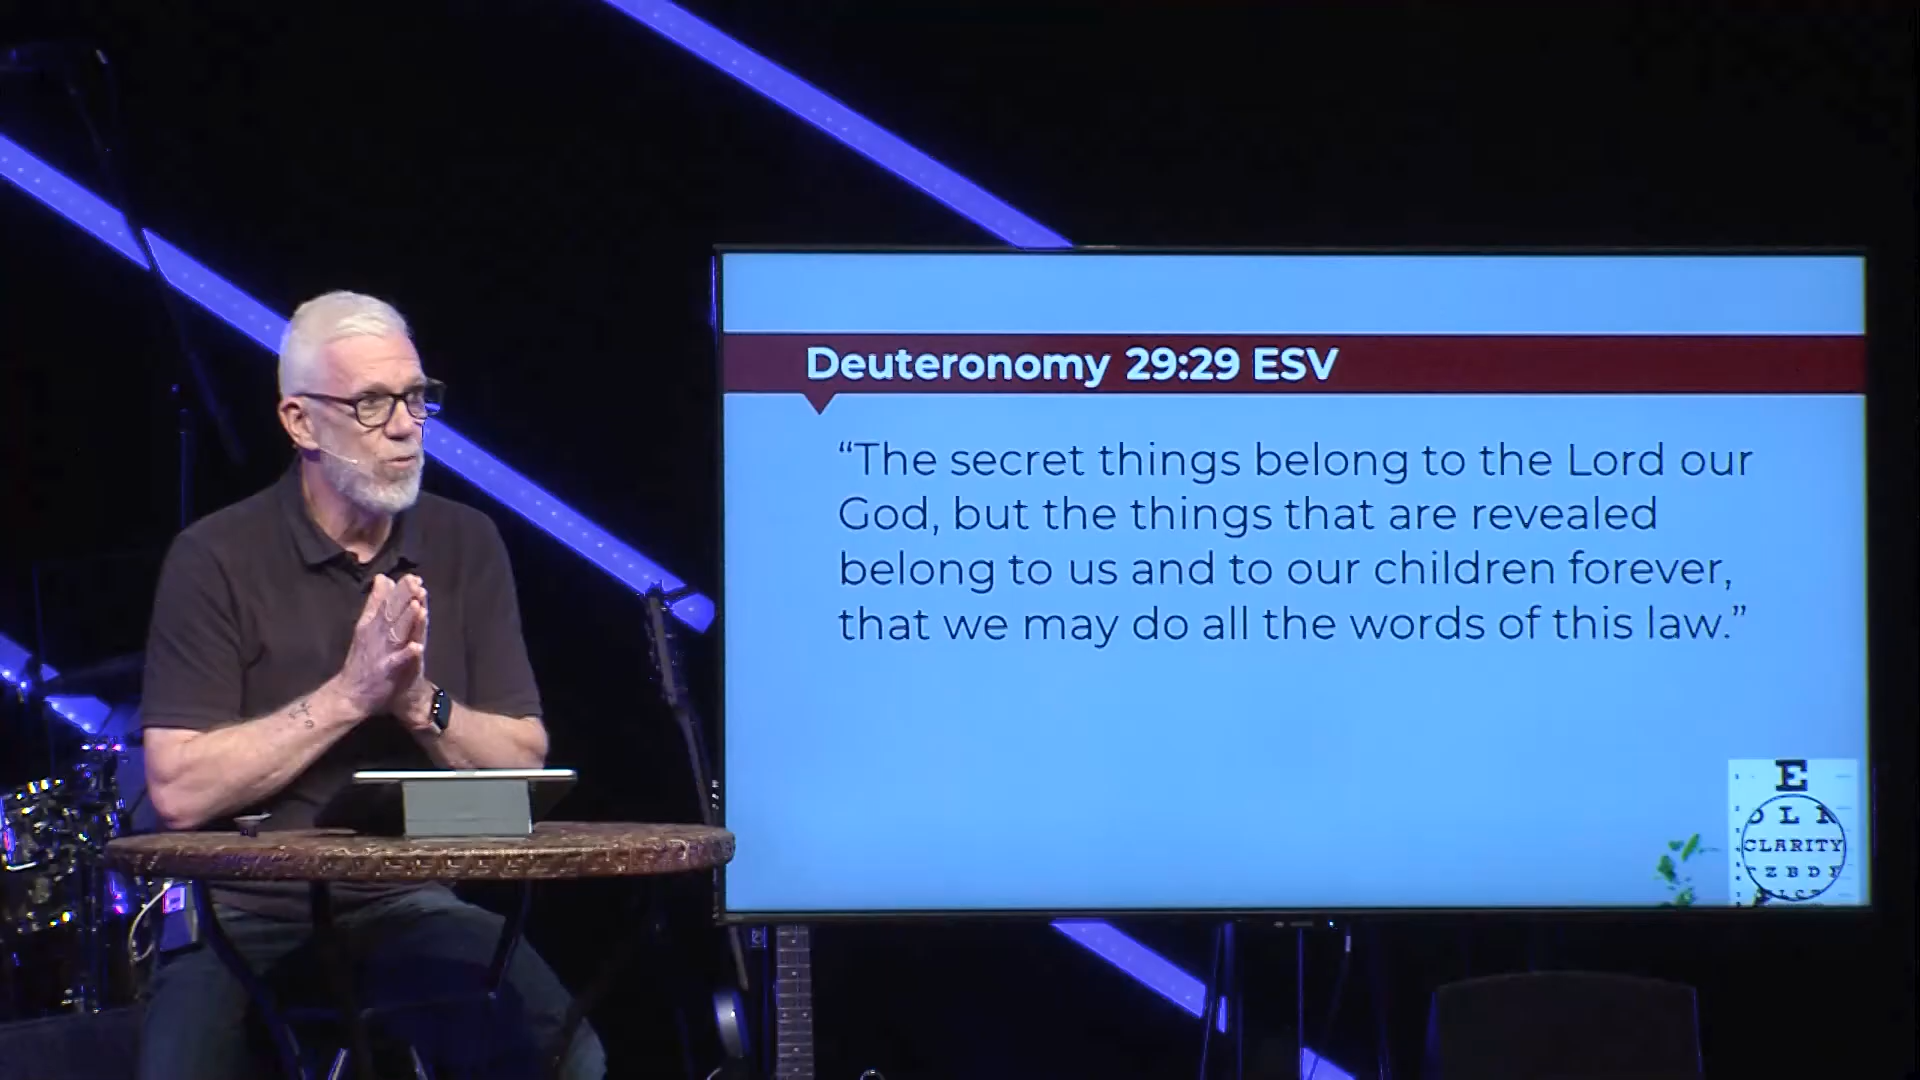 Deuteronomy 29:29 ESV
“The secret things belong to the Lord our
God, but the things that are revealed
belong to us and to our children forever,
that we may do all the words of this law.”
E
D L N
CLARITY
T Z B D F